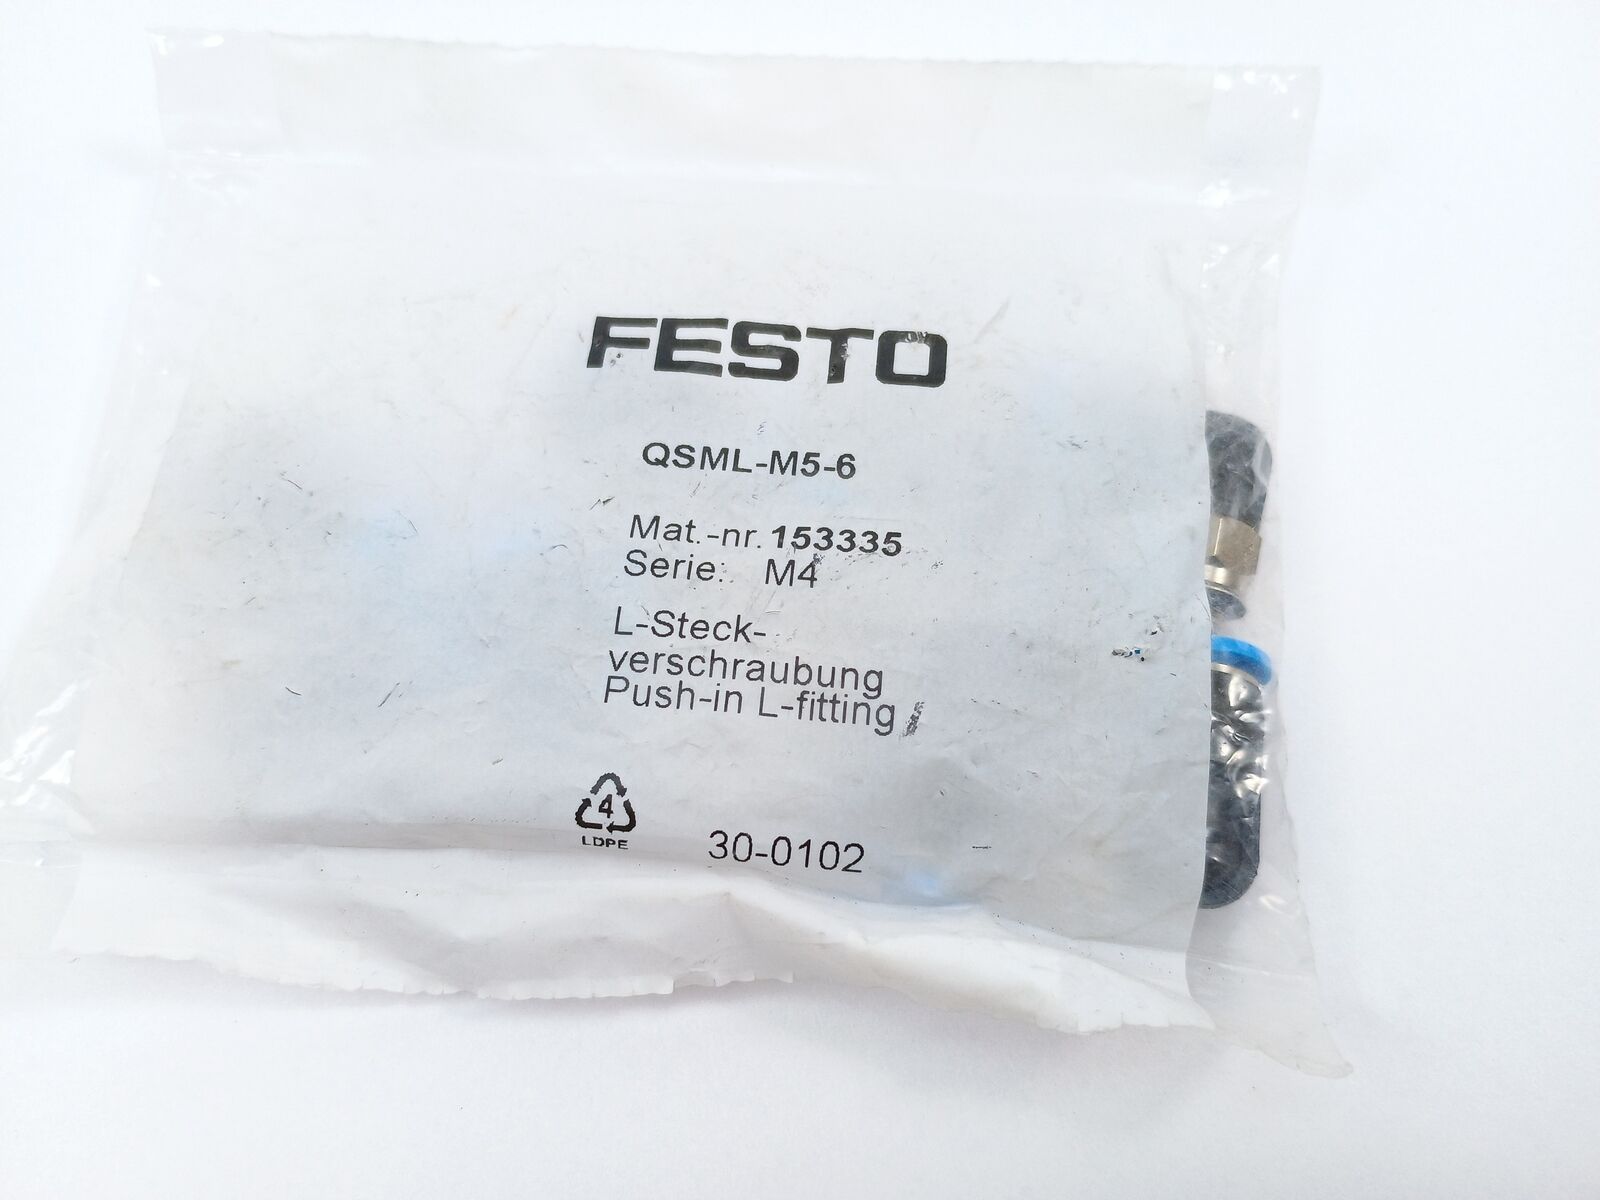 FESTO
QSML-M5-6
Mat.-nr. 153335
Serie: M4
L-Steck-
verschraubung
Push-in L-fitting
4
LDPE
30-0102